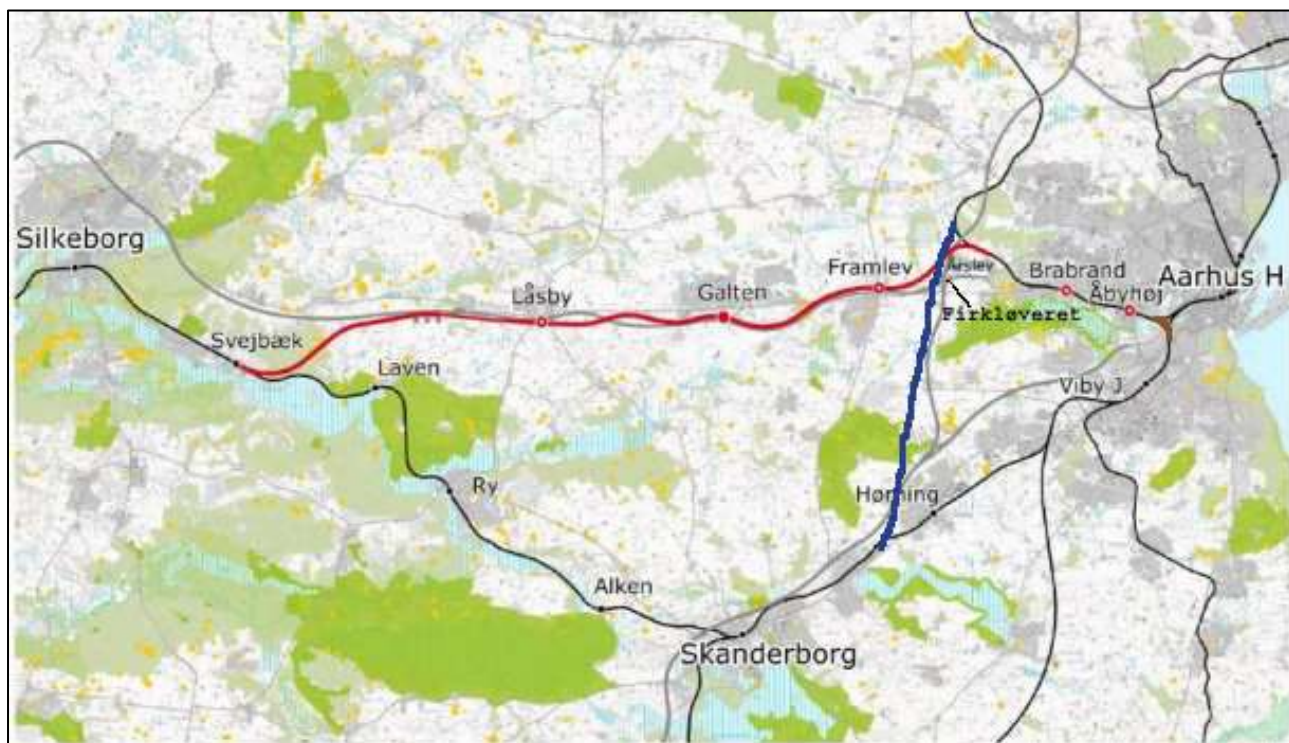 Silkeborg
Svejbæk
Laven
Låsby
Galten
Framlev
Årslev
Firkløveret
Brabrand
Åbyhøj
Aarhus H
Viby J
Hørning
Ry
Alken
Skanderborg